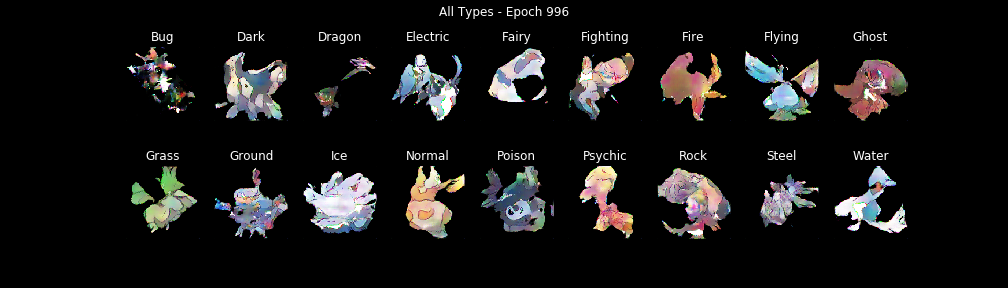 All Types - Epoch 996
Bug Dark Dragon Electric Fairy Fighting Fire Flying Ghost
Grass Ground Ice Normal Poison Psychic Rock Steel Water